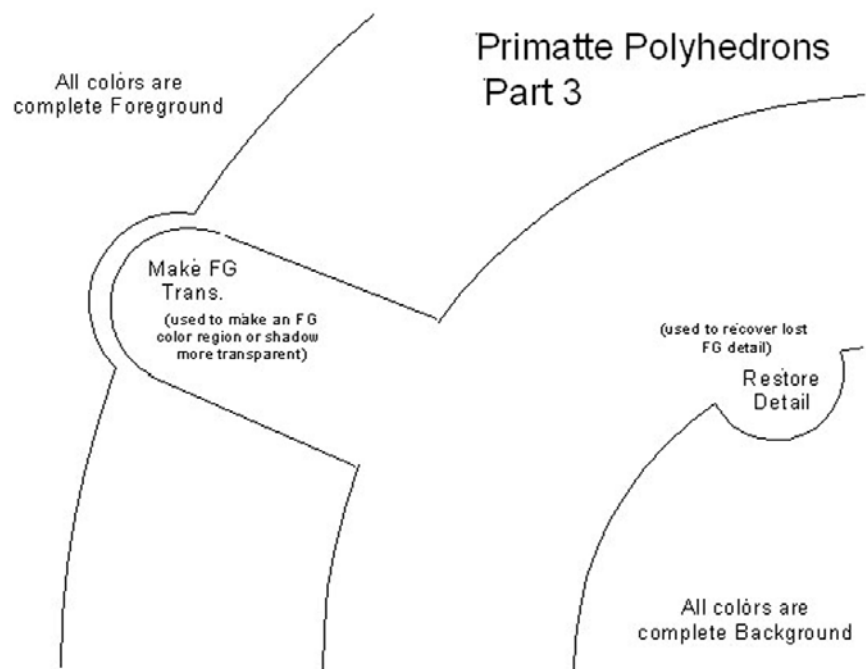 Primatte Polyhedrons
Part 3
All colors are
complete Foreground
Make FG
Trans.
(used to make an FG
color region or shadow
more transparent)
(used to recover lost
FG detail)
Restore
Detail
All colors are
complete Background